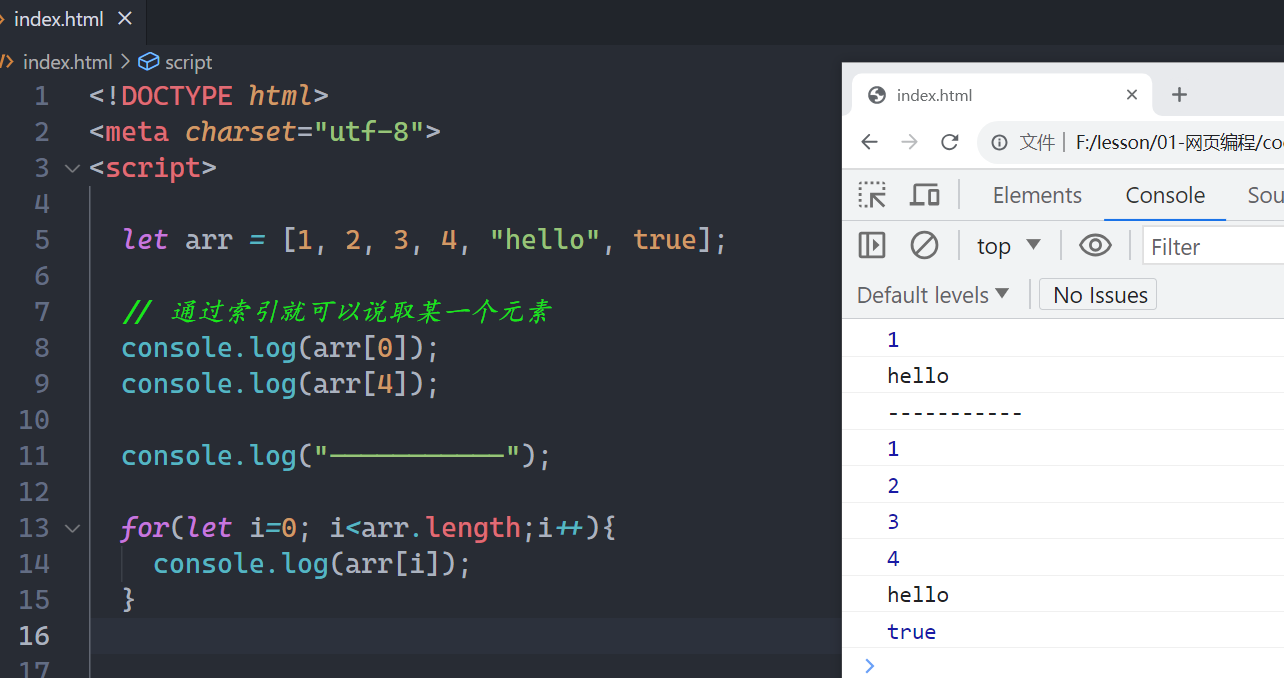 index.html
index.html > script
1 <!DOCTYPE html>
2 <meta charset="utf-8">
3 <script>
4
5 let arr = [1, 2, 3, 4, "hello", true];
6
7 // 通过索引就可以说取某一个元素
8 console.log(arr[0]);
9 console.log(arr[4]);
10
11 console.log("-----------");
12
13 for(let i=0; i<arr.length;i++){
14 console.log(arr[i]);
15 }
16
17
index.html
文件 F:/lesson/01-网页编程/co
Elements Console Sou
top Filter
Default levels No Issues
1
hello
-----------
1
2
3
4
hello
true